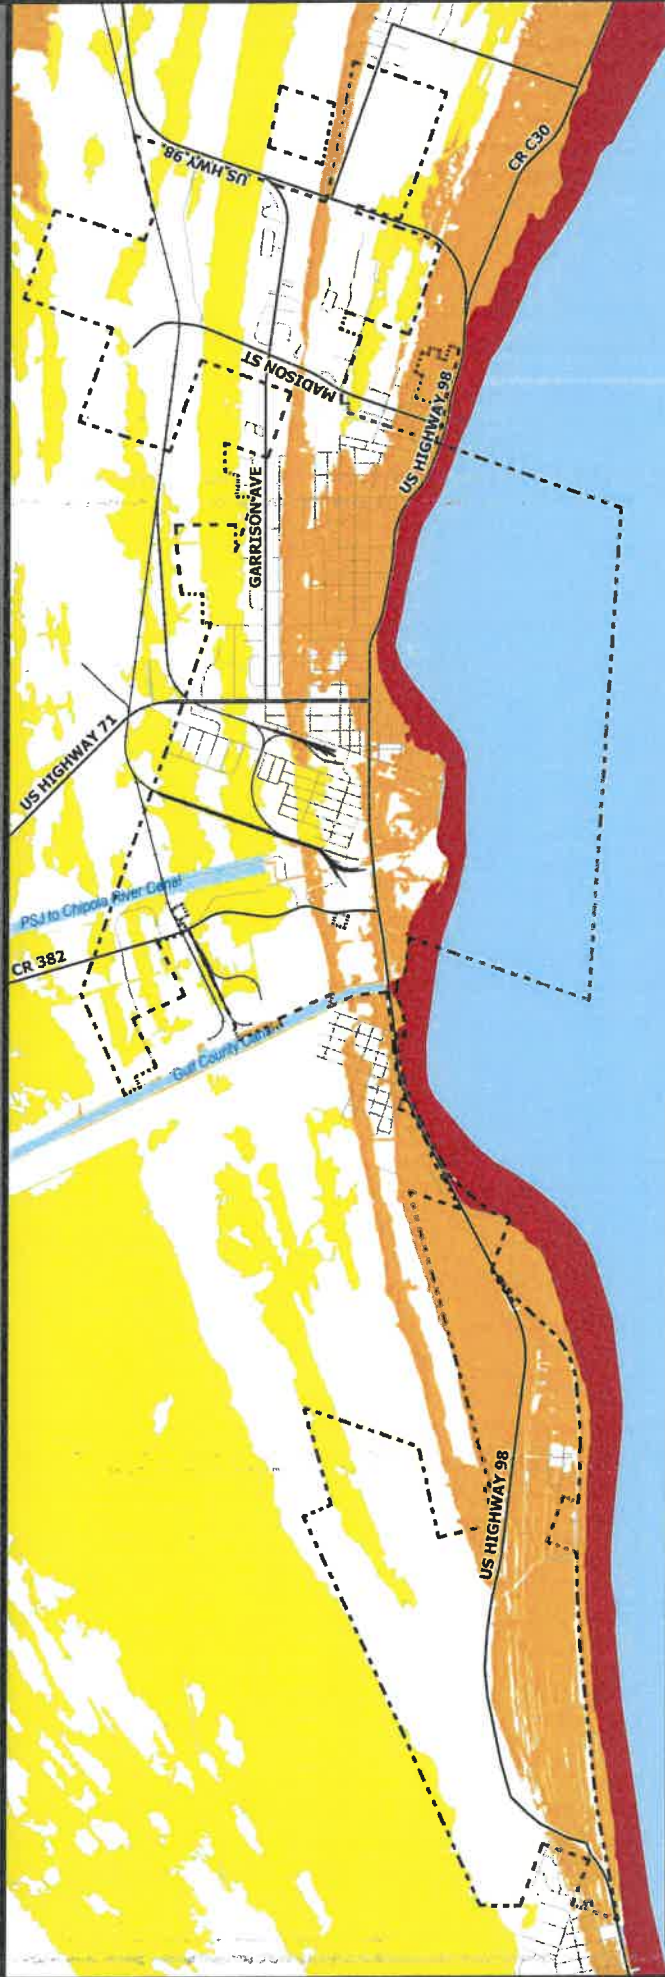 US HWY 98
CR C30
MADISON ST
US HIGHWAY 98
GARRISON AVE
US HIGHWAY 71
PSJ to Chipola River Canal
CR 382
Gulf County Canal
US HIGHWAY 98